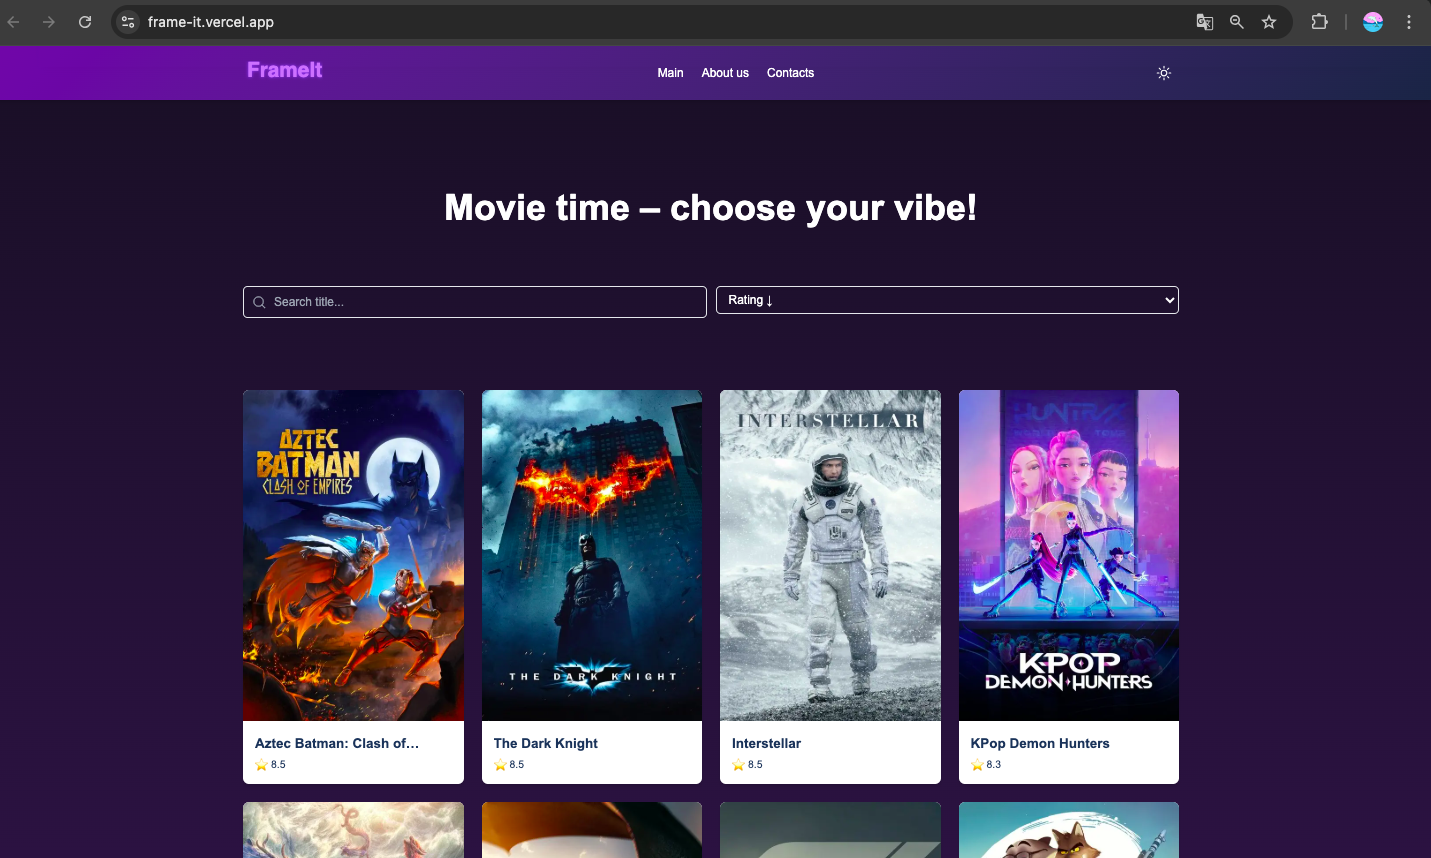 frame-it.vercel.app
FrameIt
Main
About us
Contacts
Movie time – choose your vibe!
Search title...
Rating ↓
AZTEC
BATMAN
CLASH OF EMPIRES
THE DARK KNIGHT
INTERSTELLAR
HUNTR/X
KPOP
DEMON HUNTERS
Aztec Batman: Clash of...
⭐ 8.5
The Dark Knight
⭐ 8.5
Interstellar
⭐ 8.5
KPop Demon Hunters
⭐ 8.3